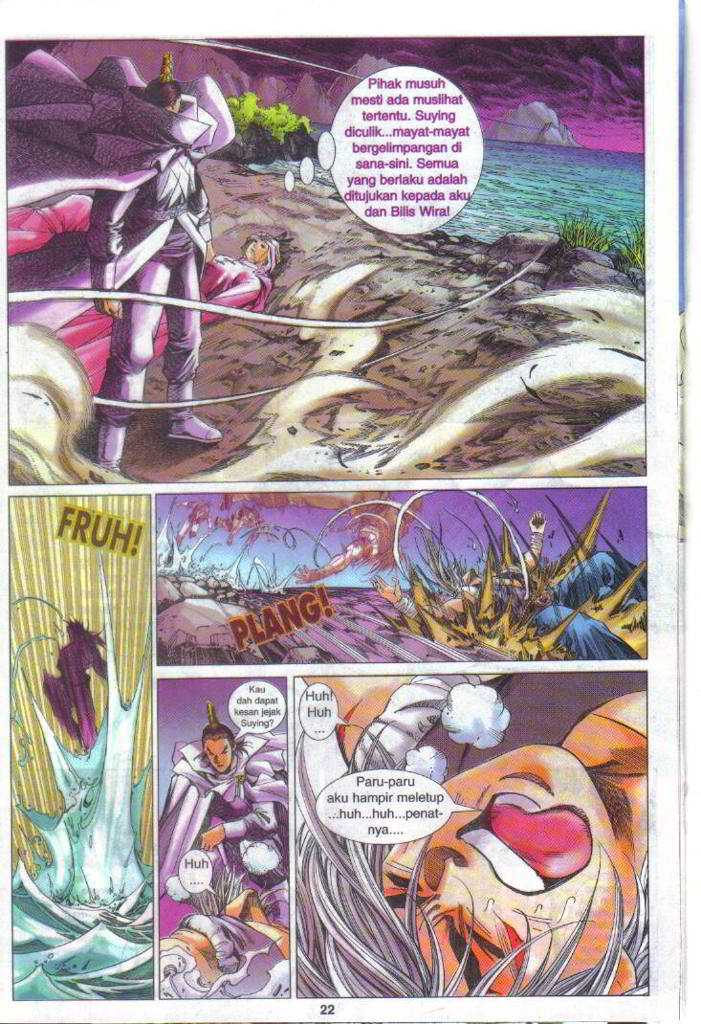 Pihak musuh
mesti ada muslihat
tertentu. Suying
diculik...mayat-mayat
bergelimpangan di
sana-sini. Semua
yang berlaku adalah
ditujukan kepada aku
dan Bilis Wira!
FRUH!
PLANG!
Kau
dah dapat
kesan jejak
Suying?
Huh
....
Huh!
Huh
...
Paru-paru
aku hampir meletup
...huh...huh...penat-
nya....
22